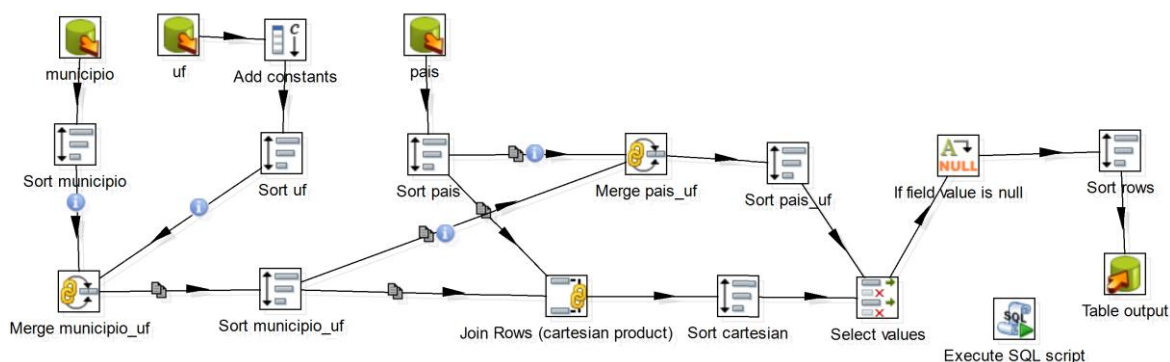 municipio
uf
C
Add constants
pais
Sort municipio
Sort uf
Sort pais
Merge pais_uf
Sort pais_uf
A
NULL
If field value is null
Sort rows
Merge municipio_uf
Sort municipio_uf
Join Rows (cartesian product)
Sort cartesian
Select values
SQL
Execute SQL script
Table output